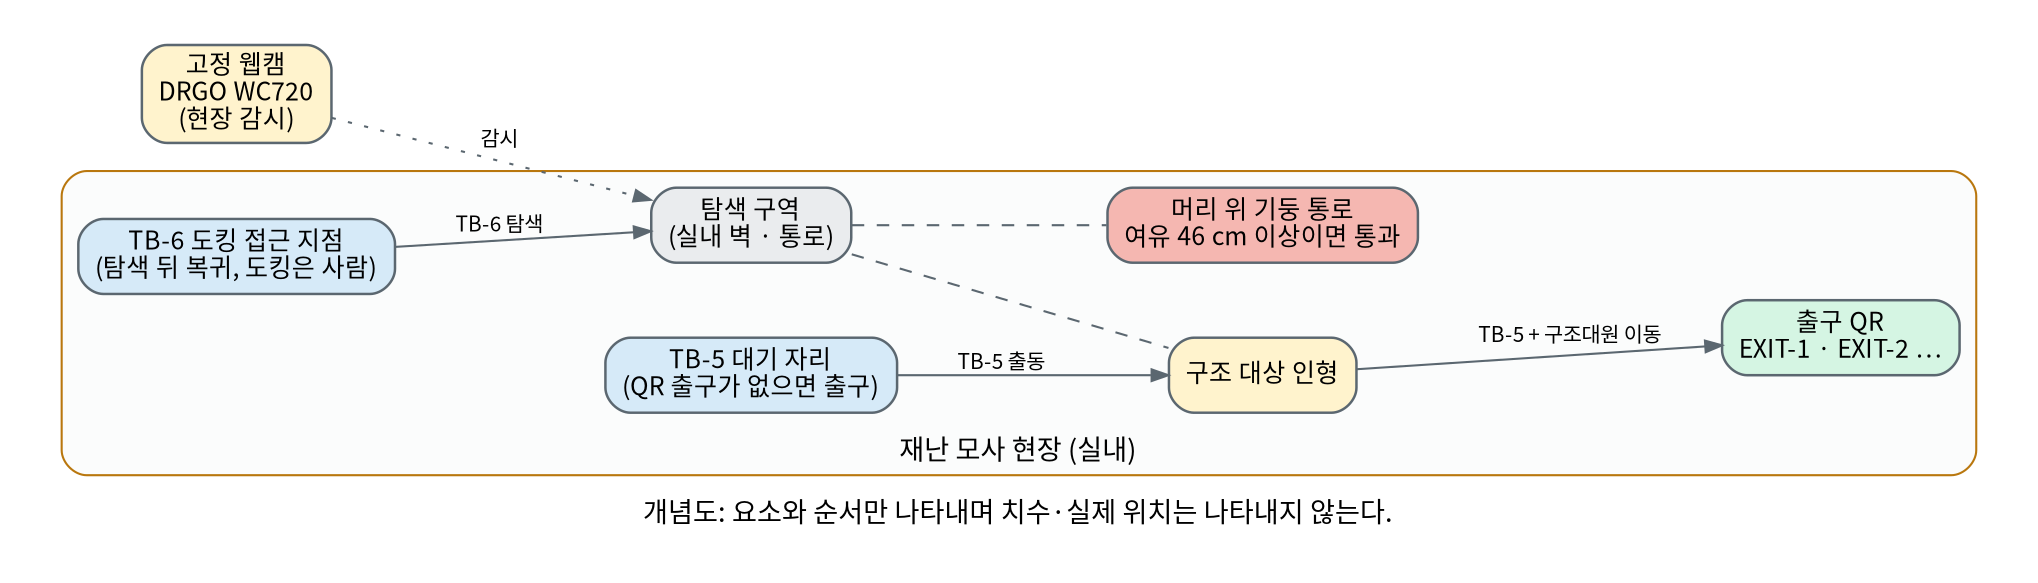 고정 웹캠
DRGO WC720
(현장 감시)
감시
TB-6 도킹 접근 지점
(탐색 뒤 복귀, 도킹은 사람)
TB-6 탐색
탐색 구역
(실내 벽 · 통로)
머리 위 기둥 통로
여유 46 cm 이상이면 통과
TB-5 대기 자리
(QR 출구가 없으면 출구)
TB-5 출동
구조 대상 인형
TB-5 + 구조대원 이동
출구 QR
EXIT-1 · EXIT-2 …
재난 모사 현장 (실내)
개념도: 요소와 순서만 나타내며 치수·실제 위치는 나타내지 않는다.